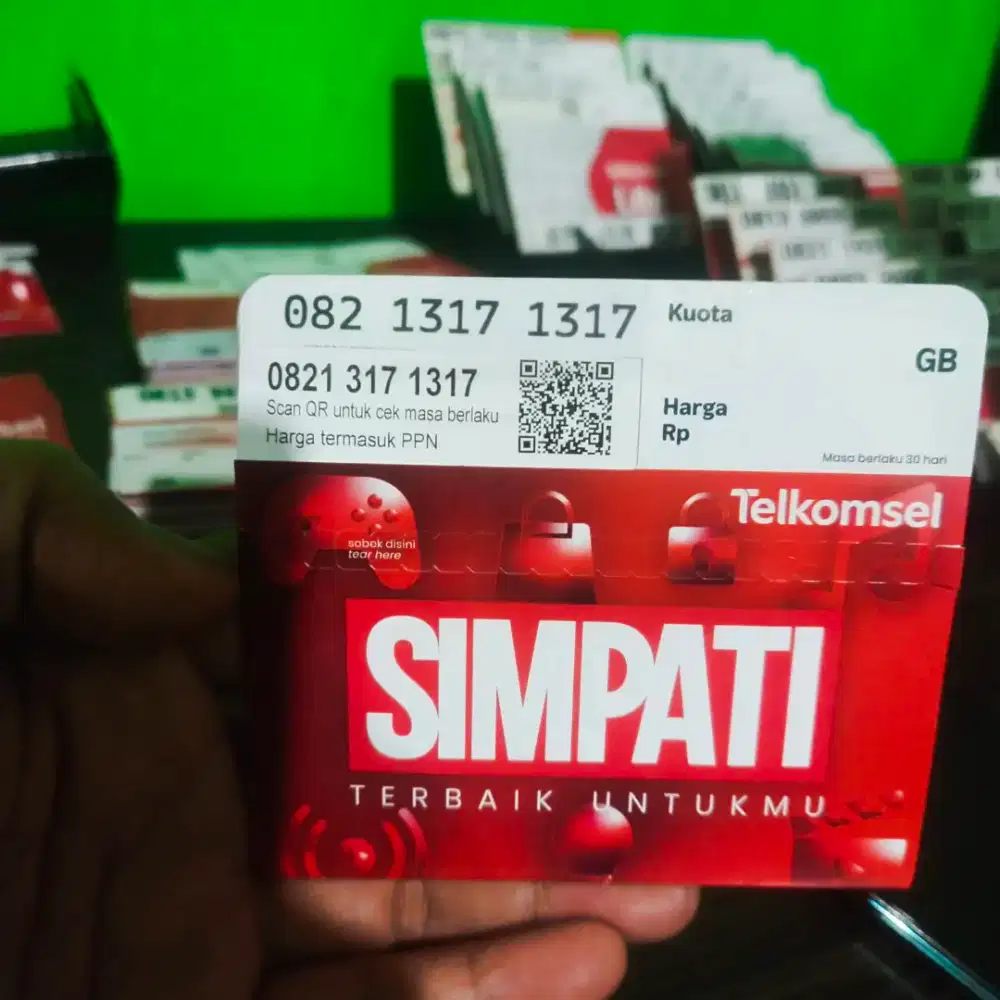 082 1317 1317
0821 317 1317
Scan QR untuk cek masa berlaku
Harga termasuk PPN
Kuota
GB
Harga
Rp
Masa berlaku 30 hari
Telkomsel
sobek disini
tear here
SIMPATI
TERBAIK UNTUKMU